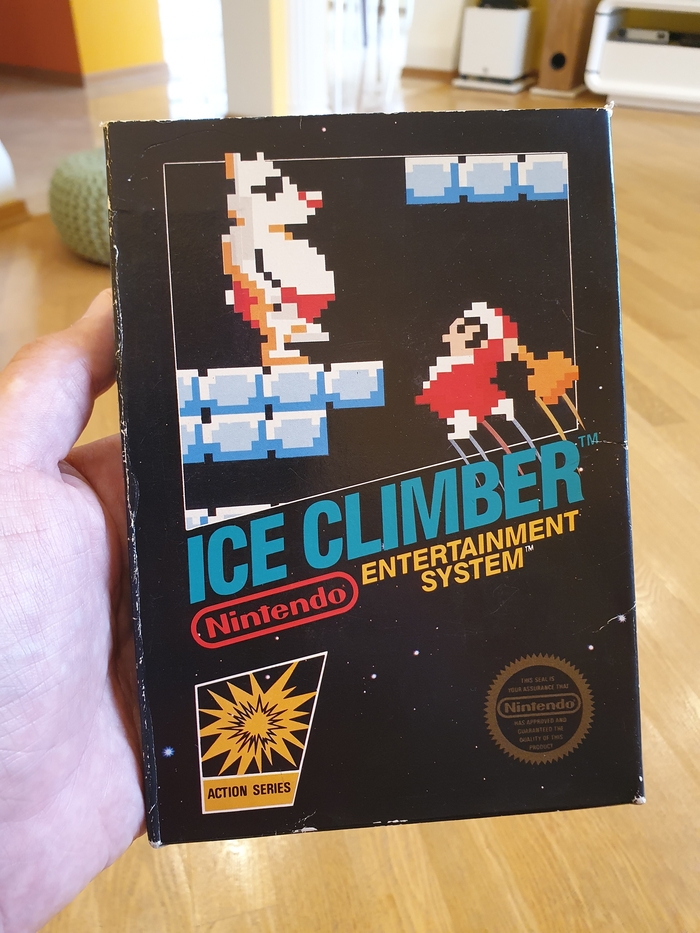 ICE CLIMBER™
Nintendo
ENTERTAINMENT
SYSTEM™
ACTION SERIES
THIS SEAL IS
YOUR ASSURANCE THAT
Nintendo
HAS APPROVED AND
GUARANTEED THE
QUALITY OF THIS
PRODUCT